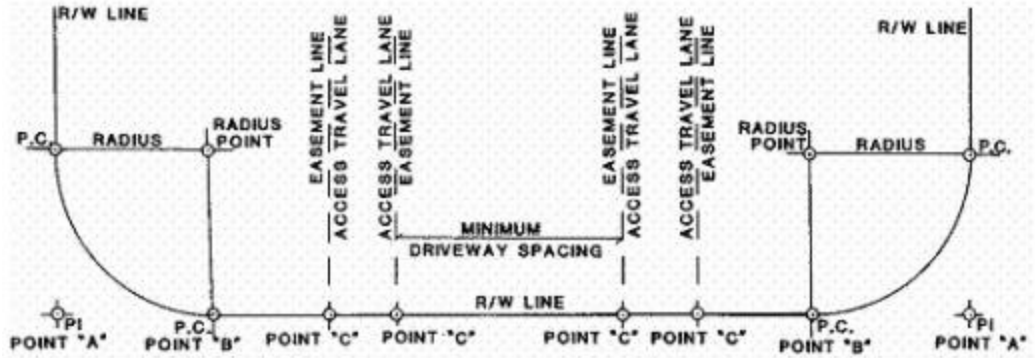 R/W LINE
R/W LINE
EASEMENT LINE
ACCESS TRAVEL LANE
ACCESS TRAVEL LANE
EASEMENT LINE
EASEMENT LINE
ACCESS TRAVEL LANE
ACCESS TRAVEL LANE
EASEMENT LINE
P.C.
RADIUS
RADIUS
POINT
RADIUS
POINT
RADIUS
P.C.
MINIMUM
DRIVEWAY SPACING
R/W LINE
PI
POINT "A"
P.C.
POINT "B"
POINT "C"
POINT "C"
POINT "C"
POINT "C"
P.C.
POINT "B"
PI
POINT "A"